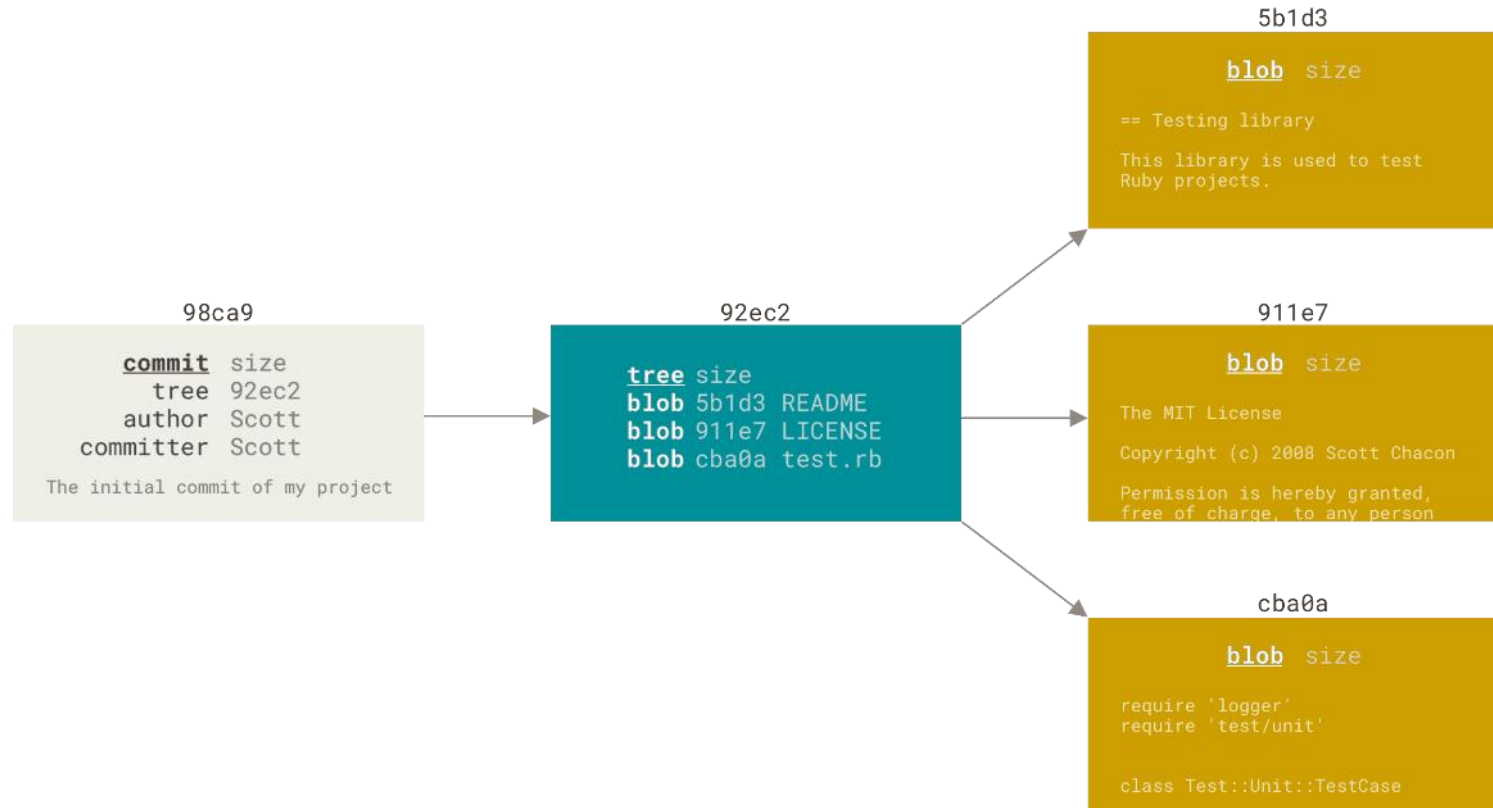 98ca9
commit size
tree 92ec2
author Scott
committer Scott
The initial commit of my project
92ec2
tree size
blob 5b1d3 README
blob 911e7 LICENSE
blob cba0a test.rb
5b1d3
blob size
== Testing library
This library is used to test
Ruby projects.
911e7
blob size
The MIT License
Copyright (c) 2008 Scott Chacon
Permission is hereby granted,
free of charge, to any person
cba0a
blob size
require 'logger'
require 'test/unit'
class Test::Unit::TestCase